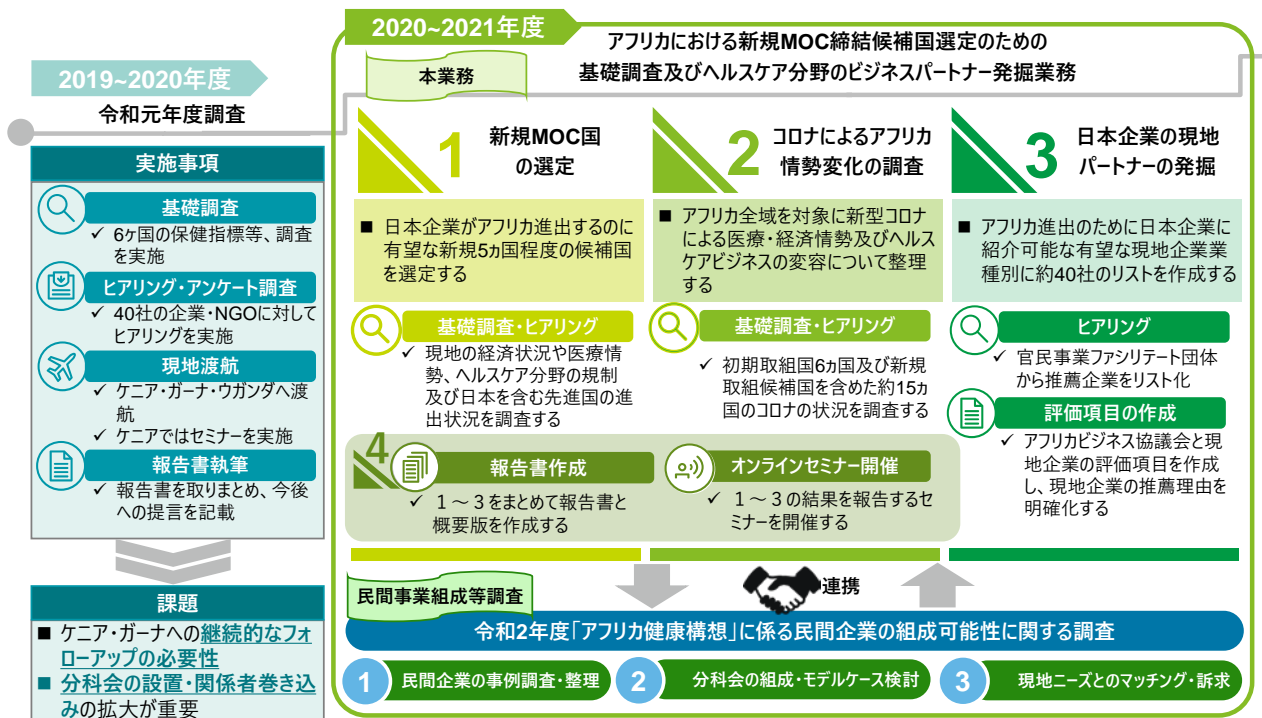 2019~2020年度
令和元年度調査
実施事項
基礎調査
✓ 6ヶ国の保健指標等、調査
を実施
ヒアリング・アンケート調査
✓ 40社の企業・NGOに対して
ヒアリングを実施
現地渡航
✓ ケニア・ガーナ・ウガンダへ渡
航
✓ ケニアではセミナーを実施
報告書執筆
✓ 報告書を取りまとめ、今後
への提言を記載
課題
■ ケニア・ガーナへの継続的なフォ
ローアップの必要性
■ 分科会の設置・関係者巻き込
みの拡大が重要
2020~2021年度
本業務
アフリカにおける新規MOC締結候補国選定のための
基礎調査及びヘルスケア分野のビジネスパートナー発掘業務
1
新規MOC国
の選定
■ 日本企業がアフリカ進出するのに
有望な新規5ヵ国程度の候補国
を選定する
基礎調査・ヒアリング
✓ 現地の経済状況や医療情
勢、ヘルスケア分野の規制
及び日本を含む先進国の進
出状況を調査する
2
コロナによるアフリカ
情勢変化の調査
■ アフリカ全域を対象に新型コロナ
による医療・経済情勢及びヘルス
ケアビジネスの変容について整理
する
基礎調査・ヒアリング
✓ 初期取組国6ヵ国及び新規
取組候補国を含めた約15ヵ
国のコロナの状況を調査する
3
日本企業の現地
パートナーの発掘
■ アフリカ進出のために日本企業に
紹介可能な有望な現地企業業
種別に約40社のリストを作成する
ヒアリング
✓ 官民事業ファシリテート団体
から推薦企業をリスト化
評価項目の作成
✓ アフリカビジネス協議会と現
地企業の評価項目を作成
し、現地企業の推薦理由を
明確化する
4
報告書作成
✓ 1～3をまとめて報告書と
概要版を作成する
オンラインセミナー開催
✓ 1～3の結果を報告するセ
ミナーを開催する
民間事業組成等調査
連携
令和2年度「アフリカ健康構想」に係る民間企業の組成可能性に関する調査
1 民間企業の事例調査・整理
2 分科会の組成・モデルケース検討
3 現地ニーズとのマッチング・訴求